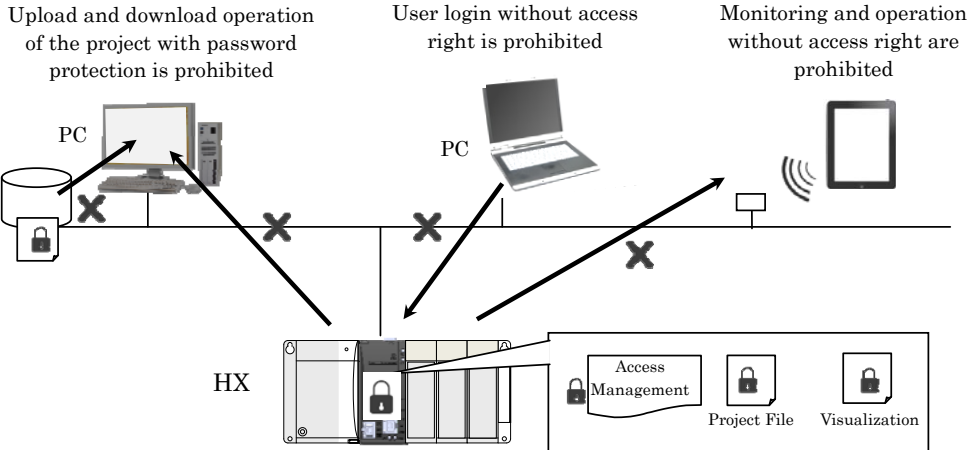 Upload and download operation
of the project with password
protection is prohibited
User login without access
right is prohibited
Monitoring and operation
without access right are
prohibited
PC
PC
HX
Access
Management
Project File
Visualization